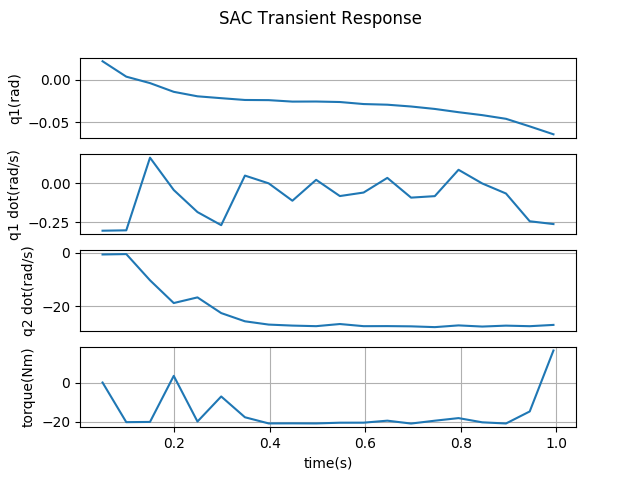 SAC Transient Response
q1(rad)
0.00
−0.05
q1 dot(rad/s)
0.00
−0.25
q2 dot(rad/s)
0
−20
torque(Nm)
0
−20
0.2 0.4 0.6 0.8 1.0
time(s)